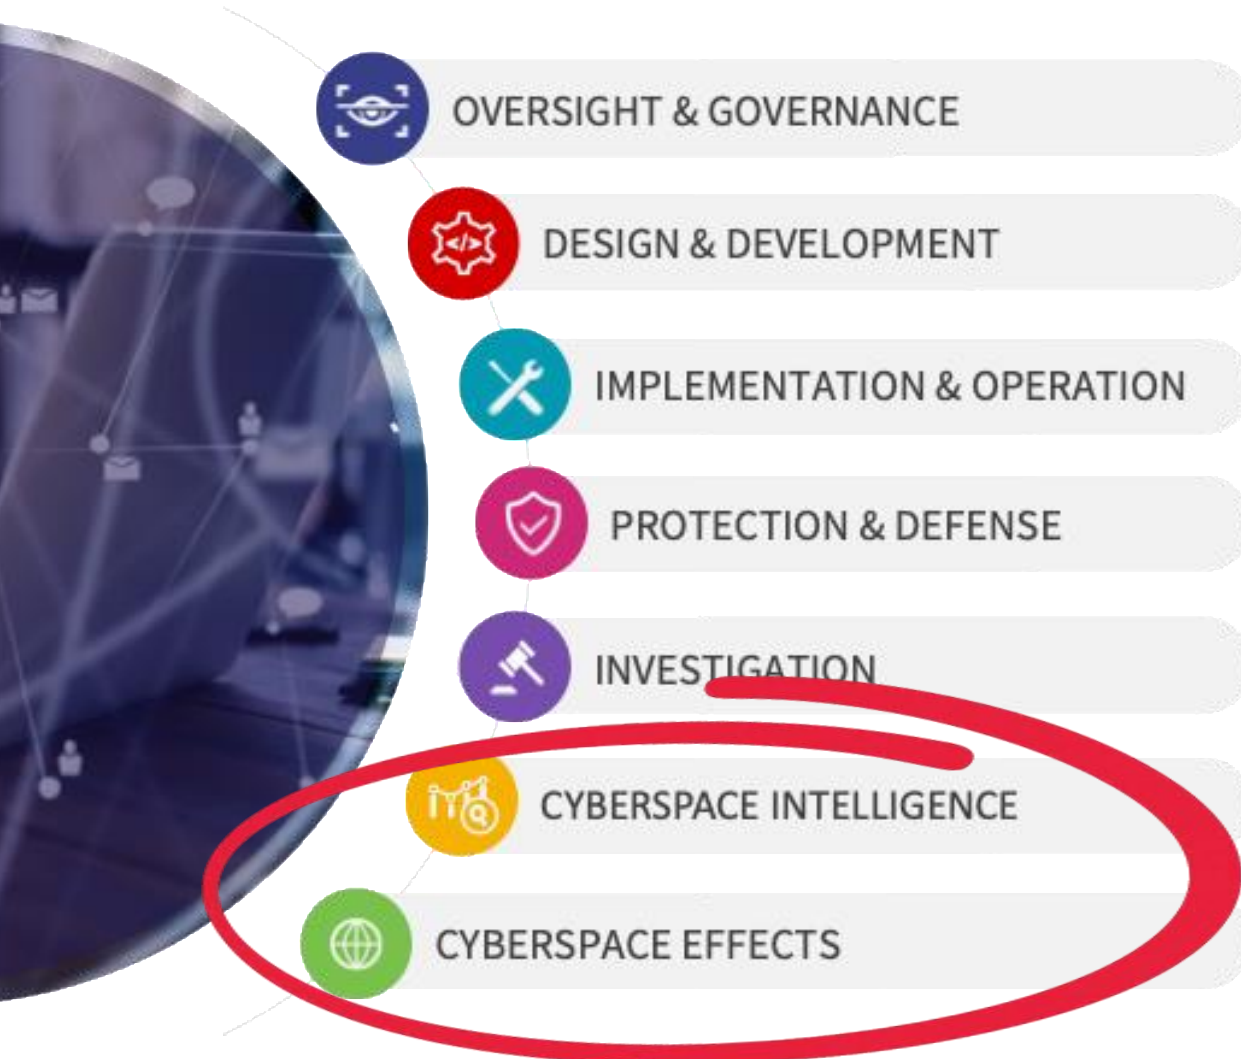 OVERSIGHT & GOVERNANCE
DESIGN & DEVELOPMENT
IMPLEMENTATION & OPERATION
PROTECTION & DEFENSE
INVESTIGATION
CYBERSPACE INTELLIGENCE
CYBERSPACE EFFECTS